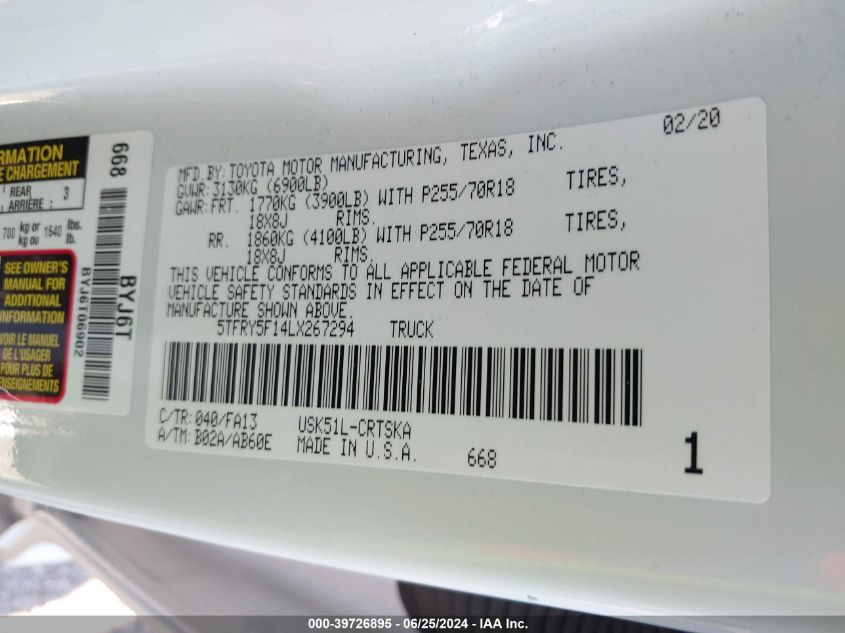 RMATION
E CHARGEMENT
REAR
ARRIÈRE : 3
700 kg or kg ou 1540 lbs. lb.
SEE OWNER'S
MANUAL FOR
ADDITIONAL
INFORMATION
VOIR LE MANUEL
DE L'USAGER
POUR PLUS DE
RENSEIGNEMENTS
668
BYJ6T
BYJ6T06902
02/20
MFD.BY: TOYOTA MOTOR MANUFACTURING, TEXAS, INC.
GVWR: 3130KG (6900LB)
GAWR: FRT. 1770KG (3900LB) WITH P255/70R18 TIRES,
18X8J RIMS.
RR. 1860KG (4100LB) WITH P255/70R18 TIRES,
18X8J RIMS.
THIS VEHICLE CONFORMS TO ALL APPLICABLE FEDERAL MOTOR
VEHICLE SAFETY STANDARDS IN EFFECT ON THE DATE OF
MANUFACTURE SHOWN ABOVE.
5TFRY5F14LX267294 TRUCK
C/TR: 040/FA13 USK51L-CRTSKA
A/TM: B02A/AB60E MADE IN U.S.A. 668
1
000-39726895 - 06/25/2024 - IAA Inc.